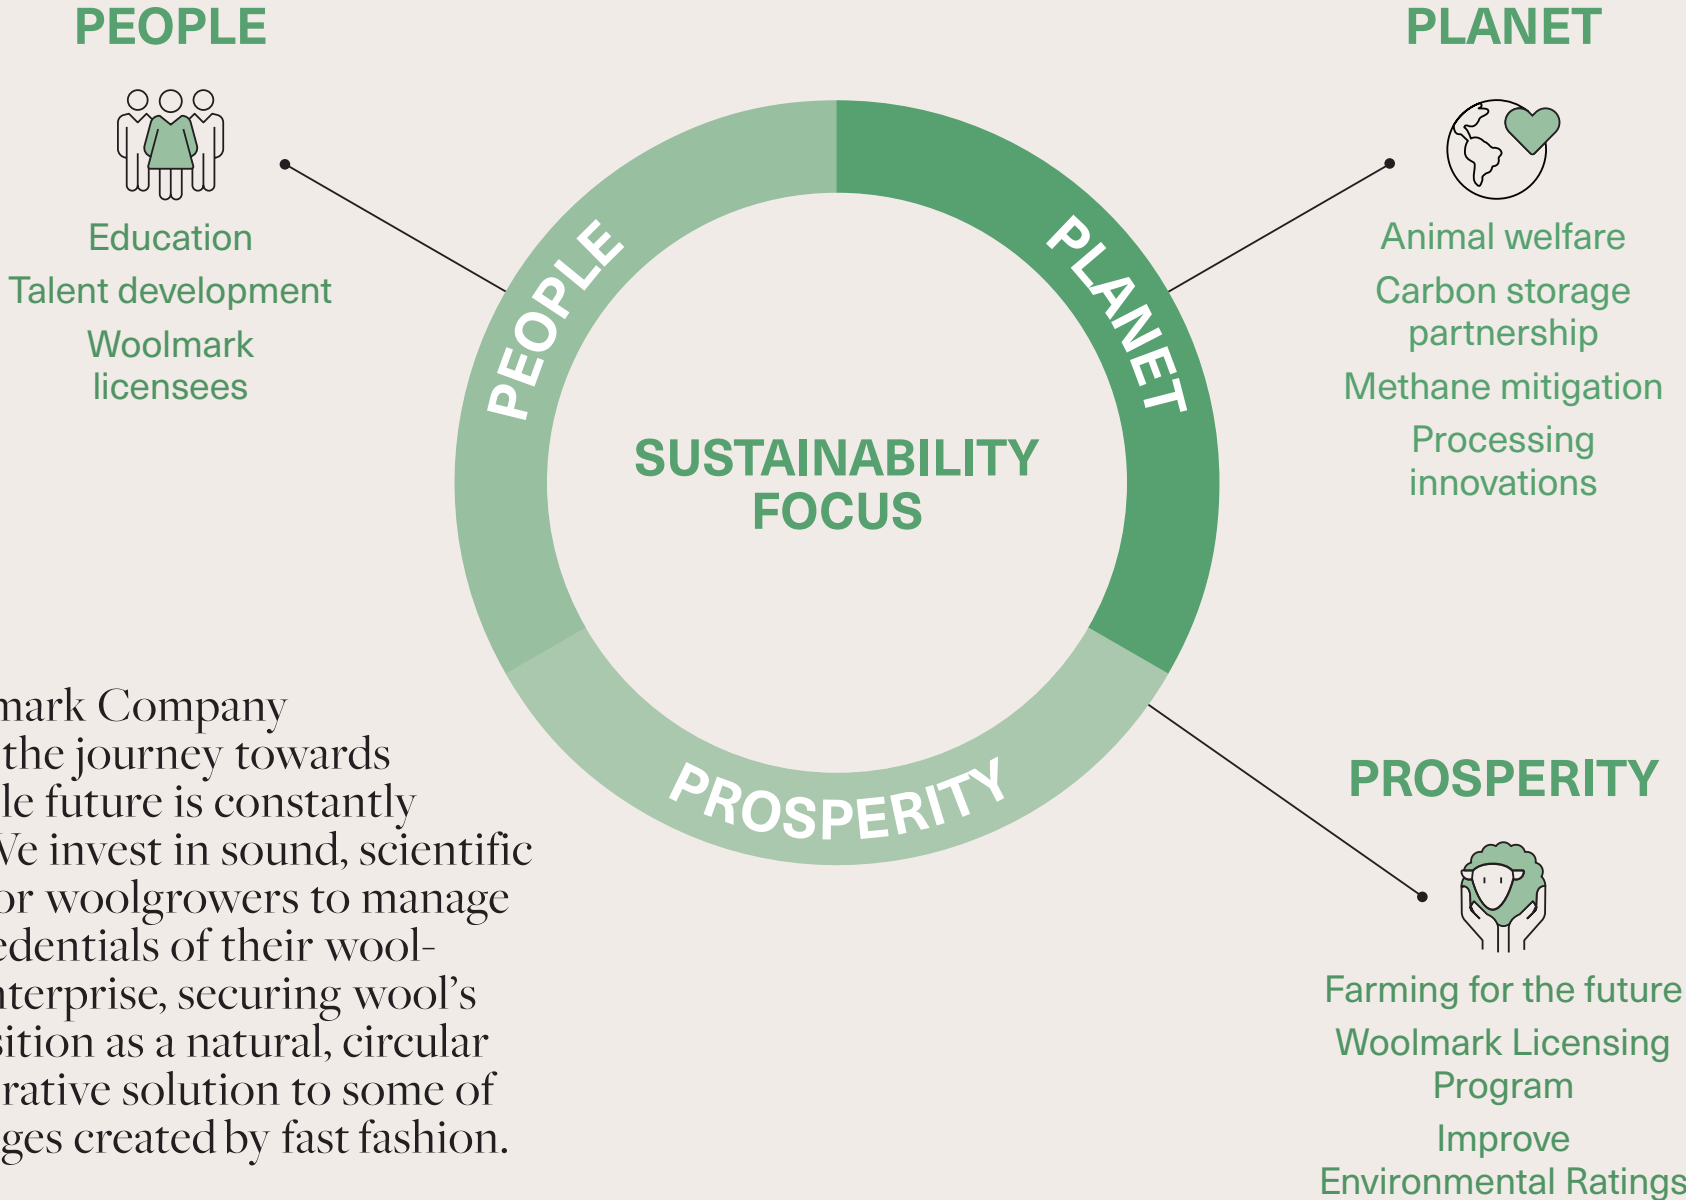 PEOPLE
Education
Talent development
Woolmark
licensees
PLANET
Animal welfare
Carbon storage
partnership
Methane mitigation
Processing
innovations
PEOPLE
PLANET
PROSPERITY
SUSTAINABILITY
FOCUS
mark Company
the journey towards
le future is constantly
We invest in sound, scientific
or woolgrowers to manage
edentials of their wool-
nterprise, securing wool's
sition as a natural, circular
rative solution to some of
ges created by fast fashion.
PROSPERITY
Farming for the future
Woolmark Licensing
Program
Improve
Environmental Ratings